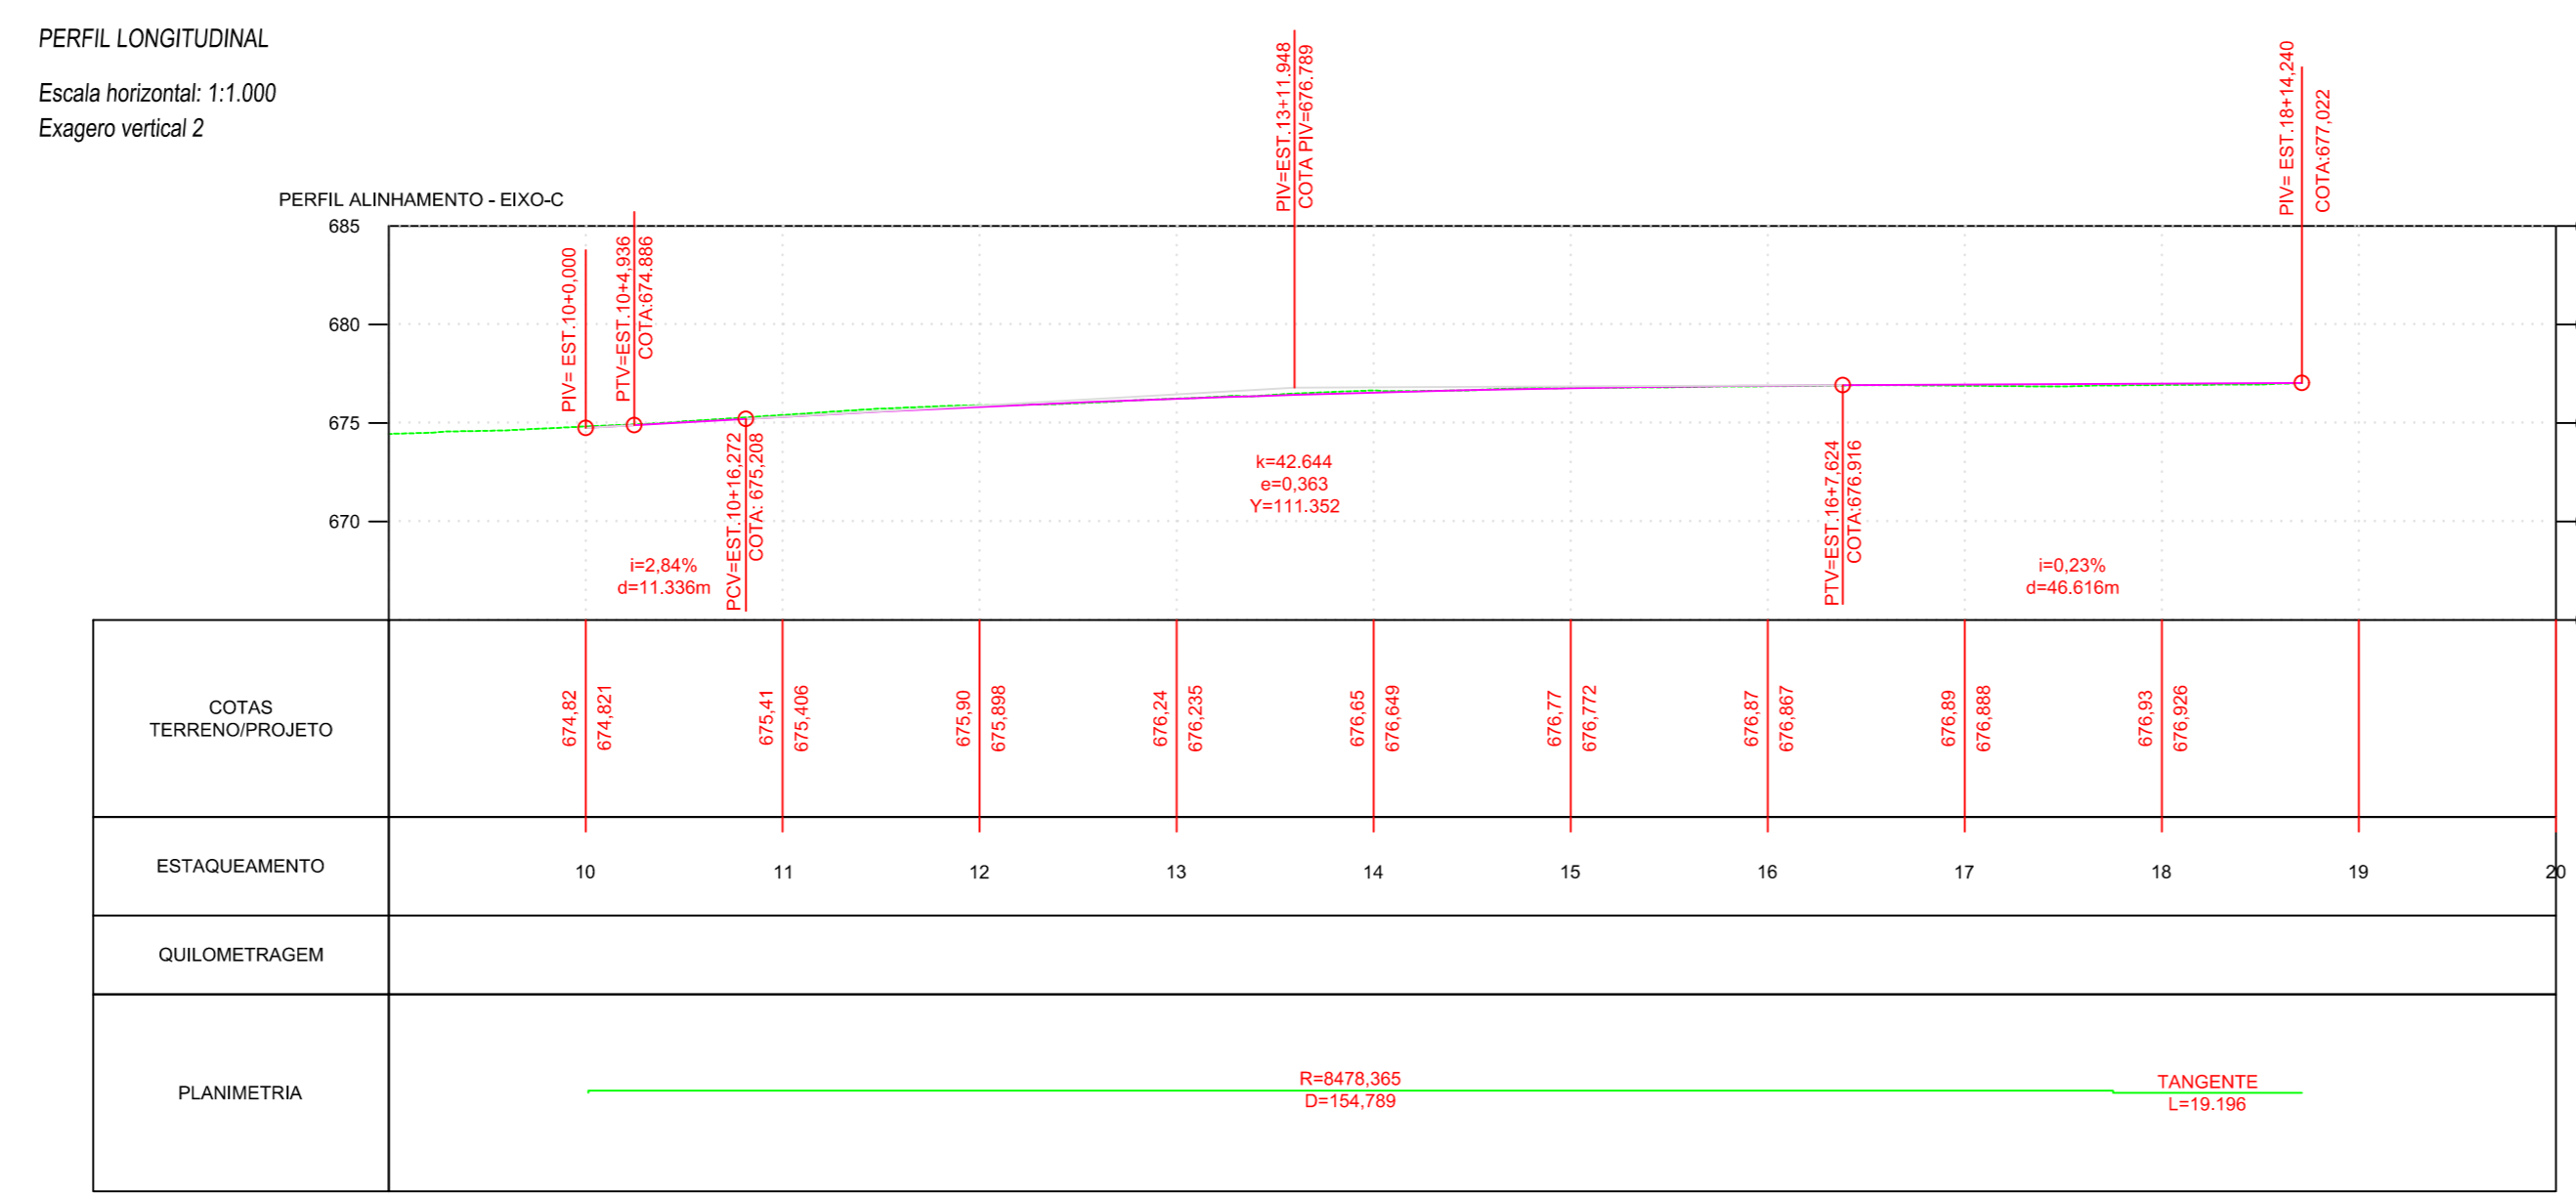 PERFIL LONGITUDINAL
Escala horizontal: 1:1.000
Exagero vertical 2
PERFIL ALINHAMENTO - EIXO-C
685
680
675
670
PIV= EST.10+0,000
PTV=EST.10+4,936
COTA:674.886
PCV=EST.10+16,272
COTA: 675,208
PIV=EST.13+11.948
COTA PIV=676.789
PTV=EST.16+7,624
COTA:676.916
PIV= EST.18+14,240
COTA:677,022
k=42.644
e=0,363
Y=111.352
i=2,84%
d=11.336m
i=0,23%
d=46.616m
COTAS
TERRENO/PROJETO
674,82
674,821
675,41
675,406
675,90
675,898
676,24
676,235
676,65
676,649
676,77
676,772
676,87
676,867
676,89
676,888
676,93
676,926
ESTAQUEAMENTO
10 11 12 13 14 15 16 17 18 19 20
QUILOMETRAGEM
PLANIMETRIA
R=8478,365
D=154,789
TANGENTE
L=19.196